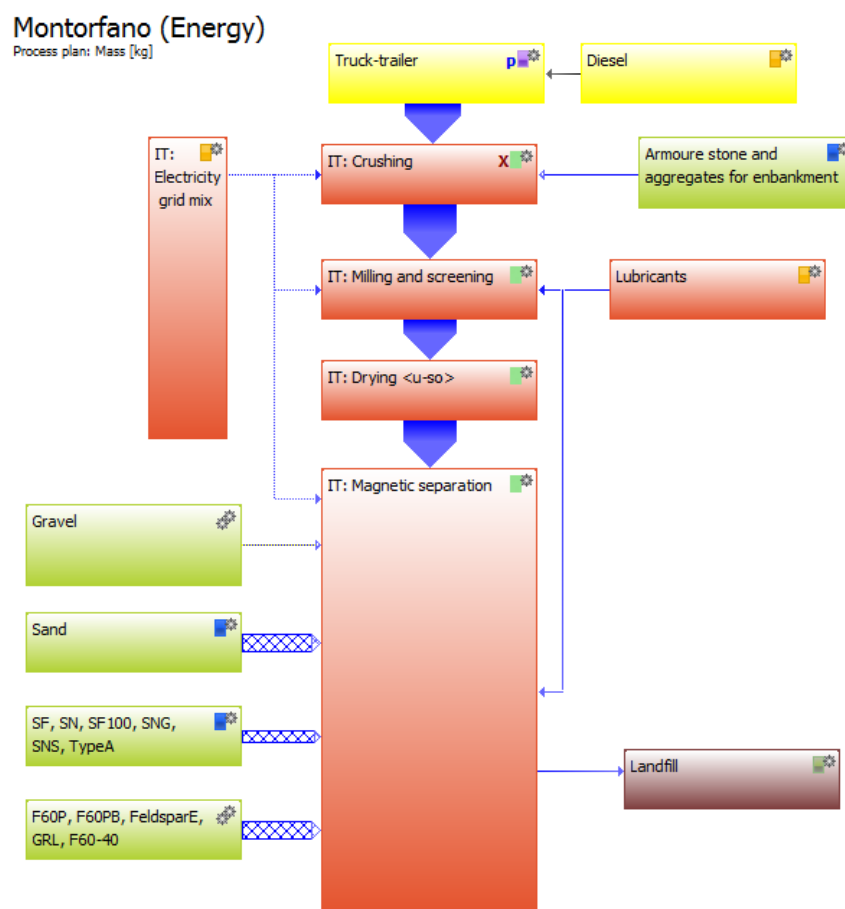 Montorfano (Energy)
Process plan: Mass [kg]
Truck-trailer
p
Diesel
IT:
Electricity
grid mix
IT: Crushing
X
Armoure stone and
aggregates for enbankment
IT: Milling and screening
Lubricants
IT: Drying <u-so>
IT: Magnetic separation
Gravel
Sand
SF, SN, SF100, SNG,
SNS, TypeA
Landfill
F60P, F60PB, FeldsparE,
GRL, F60-40